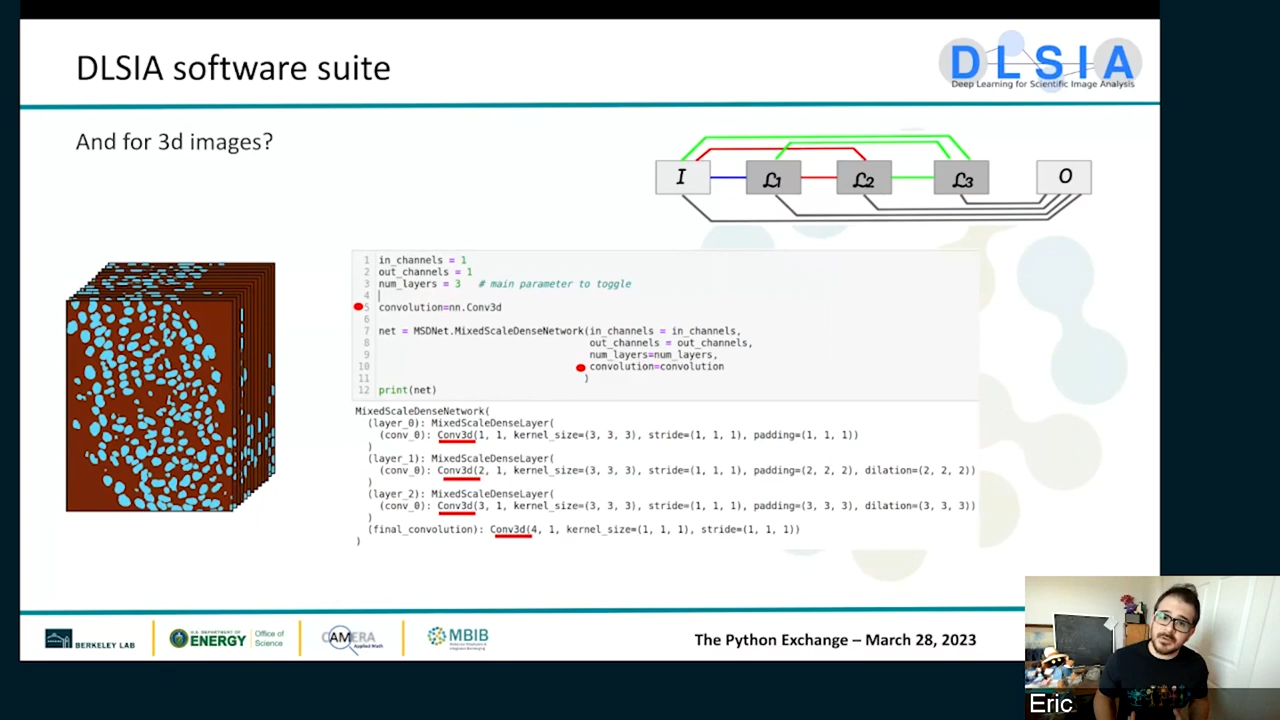 DLSIA software suite
DLSIA
Deep Learning for Scientific Image Analysis
And for 3d images?
I
L1
L2
L3
O
1 in_channels = 1
2 out_channels = 1
3 num_layers = 3 # main parameter to toggle
4
5 convolution=nn.Conv3d
6
7 net = MSDNet.MixedScaleDenseNetwork(in_channels = in_channels,
8 out_channels = out_channels,
9 num_layers=num_layers,
10 convolution=convolution
11 )
12 print(net)
MixedScaleDenseNetwork(
(layer_0): MixedScaleDenseLayer(
(conv_0): Conv3d(1, 1, kernel_size=(3, 3, 3), stride=(1, 1, 1), padding=(1, 1, 1))
)
(layer_1): MixedScaleDenseLayer(
(conv_0): Conv3d(2, 1, kernel_size=(3, 3, 3), stride=(1, 1, 1), padding=(2, 2, 2), dilation=(2, 2, 2))
)
(layer_2): MixedScaleDenseLayer(
(conv_0): Conv3d(3, 1, kernel_size=(3, 3, 3), stride=(1, 1, 1), padding=(3, 3, 3), dilation=(3, 3, 3))
)
(final_convolution): Conv3d(4, 1, kernel_size=(1, 1, 1), stride=(1, 1, 1))
)
BERKELEY LAB
U.S. DEPARTMENT OF
ENERGY
Office of
Science
CAMERA
Applied Math
MBIB
The Python Exchange – March 28, 2023
Eric